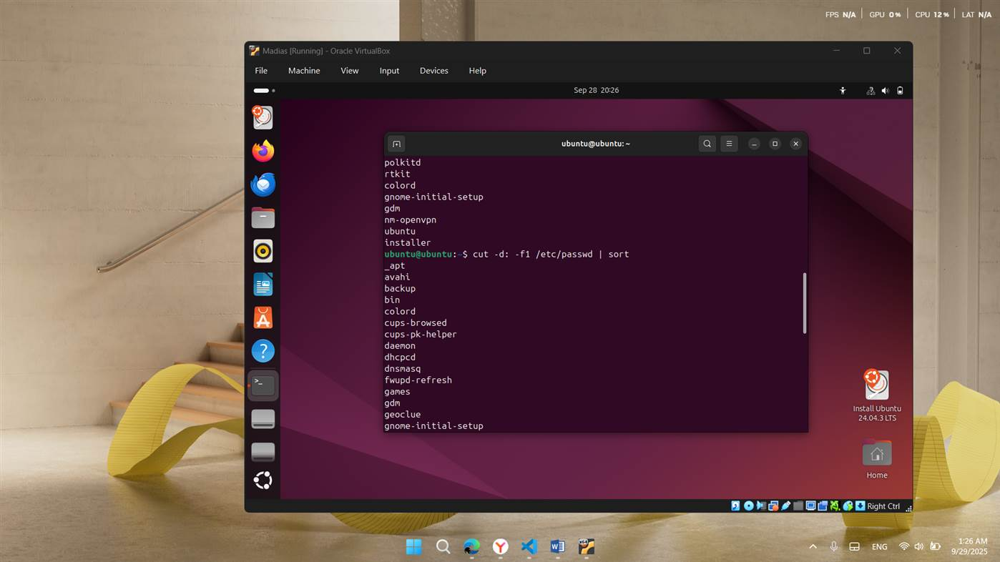 FPS N/A GPU 0% CPU 12% LAT N/A
Madias [Running] - Oracle VirtualBox
File Machine View Input Devices Help
Sep 28 20:26
ubuntu@ubuntu: ~
polkitd
rtkit
colord
gnome-initial-setup
gdm
nm-openvpn
ubuntu
installer
ubuntu@ubuntu:~$ cut -d: -f1 /etc/passwd | sort
_apt
avahi
backup
bin
colord
cups-browsed
cups-pk-helper
daemon
dhcpcd
dnsmasq
fwupd-refresh
games
gdm
geoclue
gnome-initial-setup
Install Ubuntu
24.04.3 LTS
Home
Right Ctrl
ENG
1:26 AM
9/29/2025